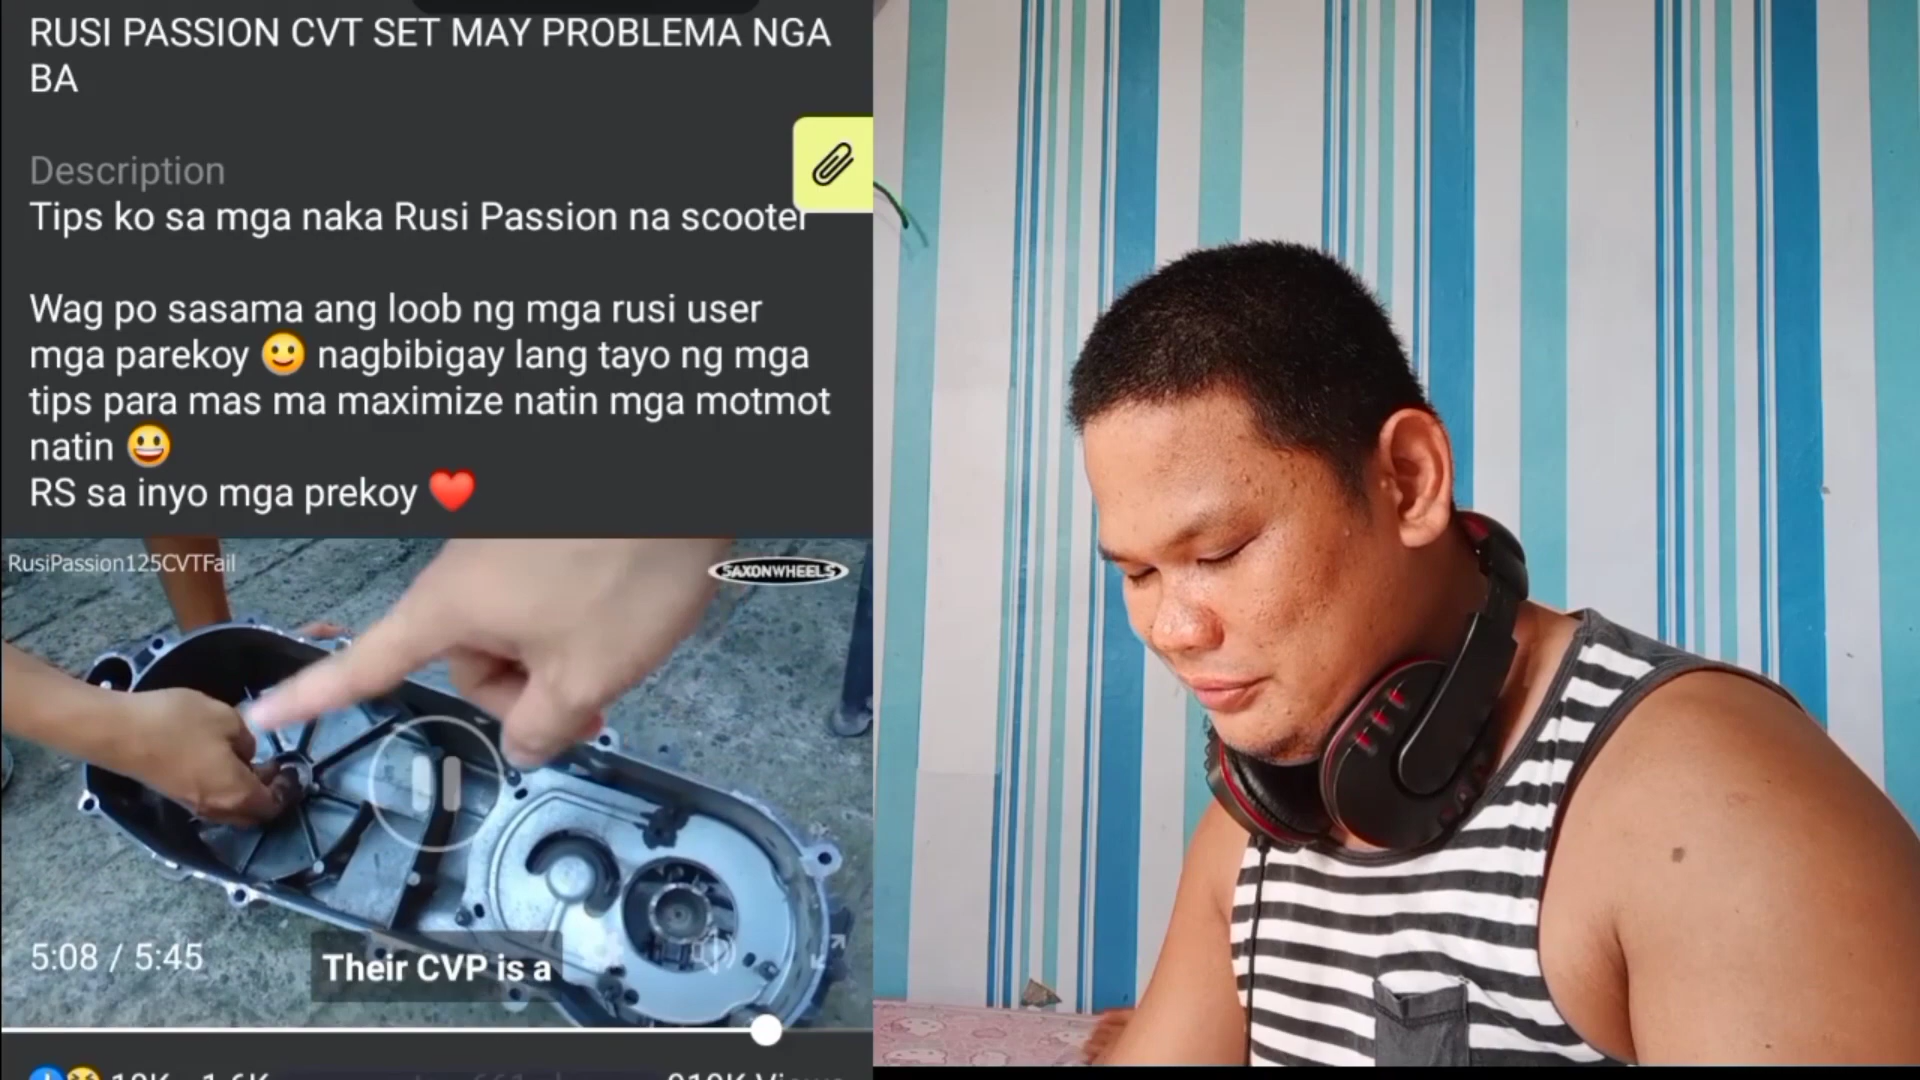 RUSI PASSION CVT SET MAY PROBLEMA NGA
BA
Description
Tips ko sa mga naka Rusi Passion na scooter
Wag po sasama ang loob ng mga rusi user
mga parekoy 😀 nagbibigay lang tayo ng mga
tips para mas ma maximize natin mga motmot
natin 😃
RS sa inyo mga prekoy ❤️
RusiPassion125CVTFail
SAXONWHEELS
5:08 / 5:45
Their CVP is a